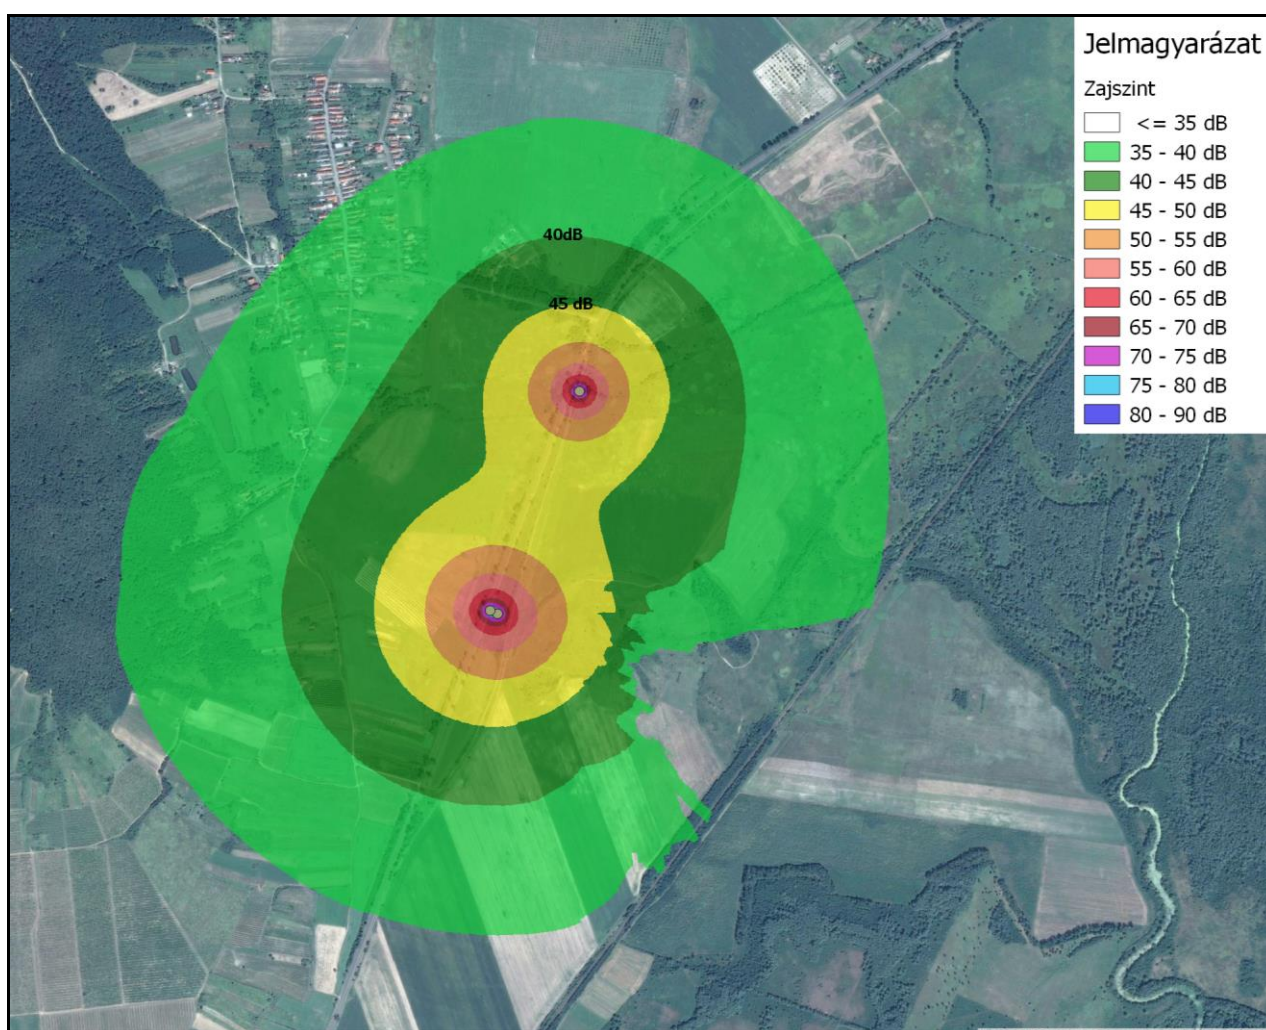 Jelmagyarázat
Zajszint
<= 35 dB
35 - 40 dB
40 - 45 dB
45 - 50 dB
50 - 55 dB
55 - 60 dB
60 - 65 dB
65 - 70 dB
70 - 75 dB
75 - 80 dB
80 - 90 dB
40dB
45 dB